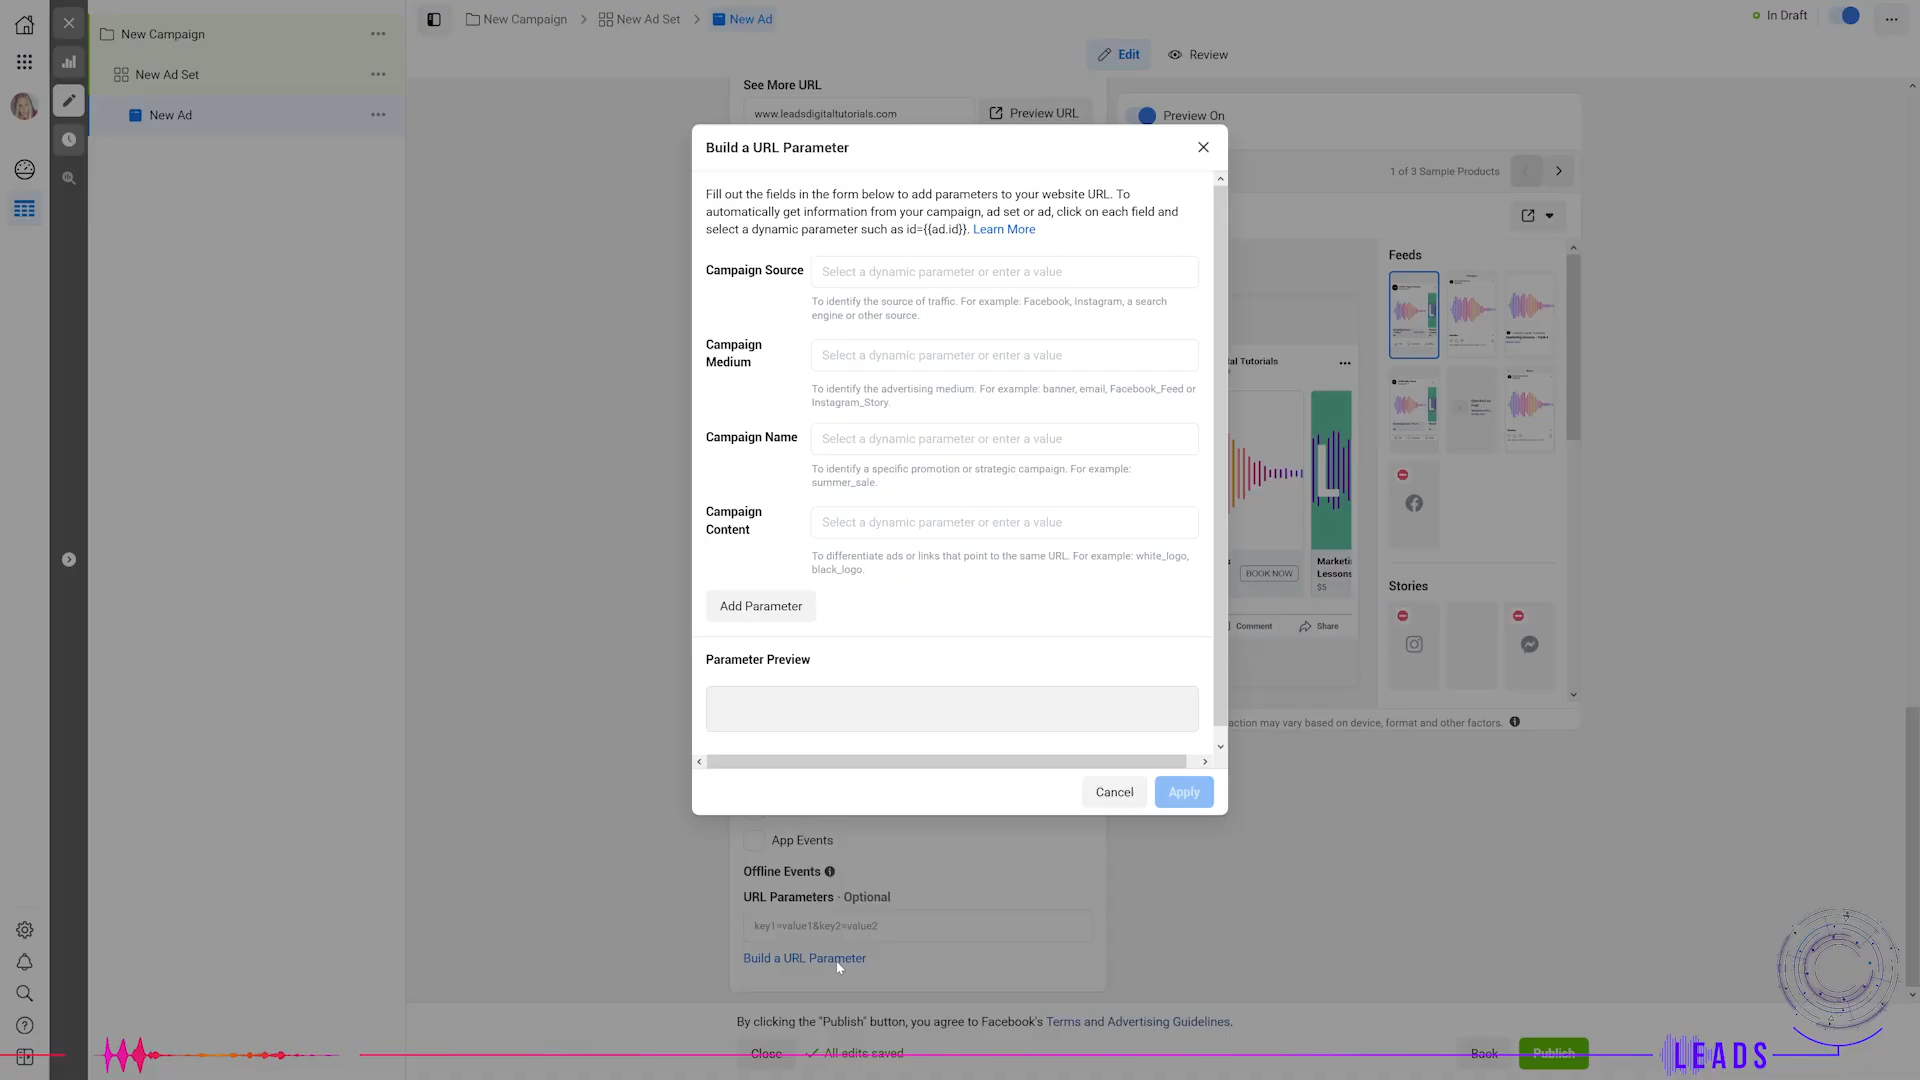 New Campaign
New Ad Set
New Ad
New Campaign
New Ad Set
New Ad
In Draft
Edit
Review
See More URL
www.leadsdigitaltutorials.com
Preview URL
Preview On
1 of 3 Sample Products
Build a URL Parameter
Fill out the fields in the form below to add parameters to your website URL. To
automatically get information from your campaign, ad set or ad, click on each field and
select a dynamic parameter such as id={{ad.id}}. Learn More
Campaign Source
Select a dynamic parameter or enter a value
To identify the source of traffic. For example: Facebook, Instagram, a search
engine or other source.
Campaign
Medium
Select a dynamic parameter or enter a value
To identify the advertising medium. For example: banner, email, Facebook_Feed or
Instagram_Story.
Campaign Name
Select a dynamic parameter or enter a value
To identify a specific promotion or strategic campaign. For example:
summer_sale.
Campaign
Content
Select a dynamic parameter or enter a value
To differentiate ads or links that point to the same URL. For example: white_logo,
black_logo.
Add Parameter
Parameter Preview
Cancel
Apply
Feeds
Tutorials
BOOK NOW
Marketi
Lessons
$5
Comment
Share
Stories
action may vary based on device, format and other factors.
App Events
Offline Events
URL Parameters · Optional
key1=value1&key2=value2
Build a URL Parameter
By clicking the "Publish" button, you agree to Facebook's Terms and Advertising Guidelines.
Close
All edits saved
Back
Publish
LEADS